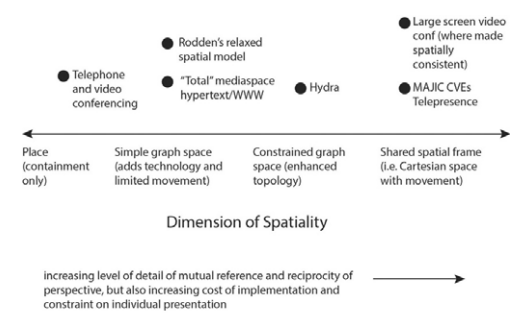 Large screen video
conf (where made
spatially
consistent)
Rodden's relaxed
spatial model
Telephone
and video
conferencing
"Total" mediaspace
hypertext/WWW
Hydra
MAJIC CVEs
Telepresence
Place
(containment
only)
Simple graph space
(adds technology and
limited movement)
Constrained graph
space (enhanced
topology)
Shared spatial frame
(i.e. Cartesian space
with movement)
Dimension of Spatiality
increasing level of detail of mutual reference and reciprocity of
perspective, but also increasing cost of implementation and
constraint on individual presentation